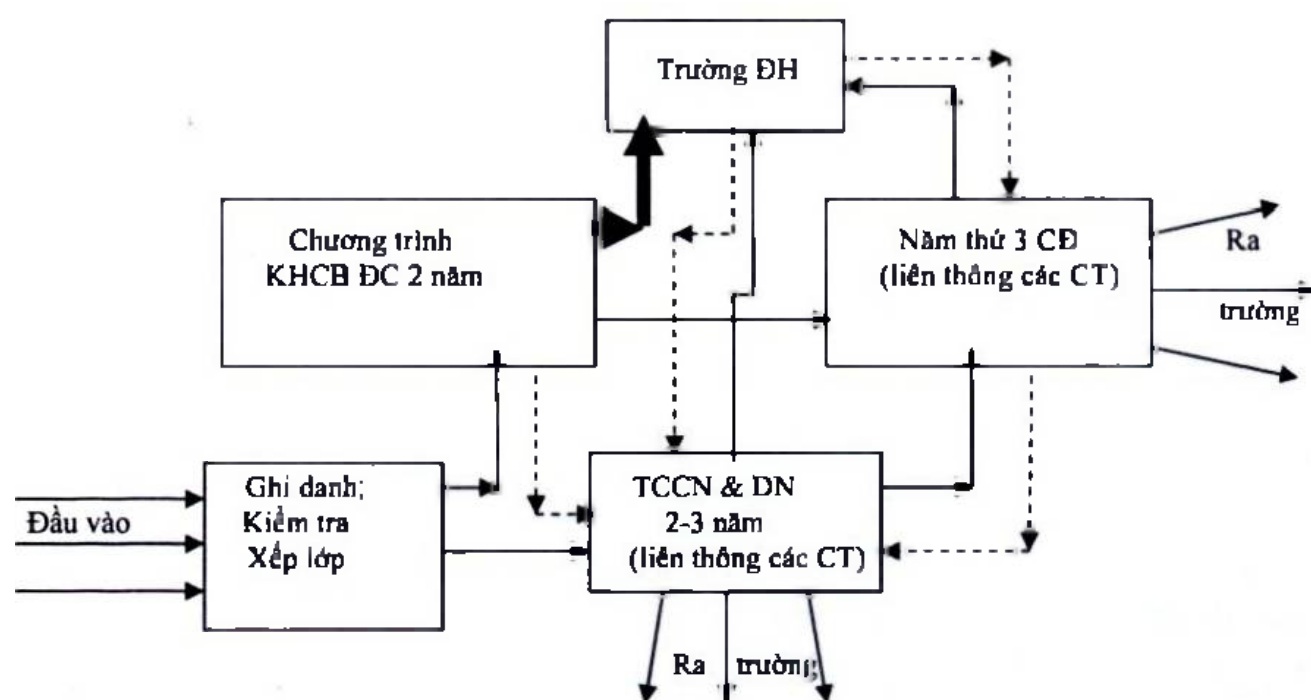 Trường ĐH
Chương trình
KHCB ĐC 2 năm
Năm thứ 3 CĐ
(liên thông các CT)
Ra
trường
Đầu vào
Ghi danh;
Kiểm tra
Xếp lớp
TCCN & DN
2-3 năm
(liên thông các CT)
Ra trường